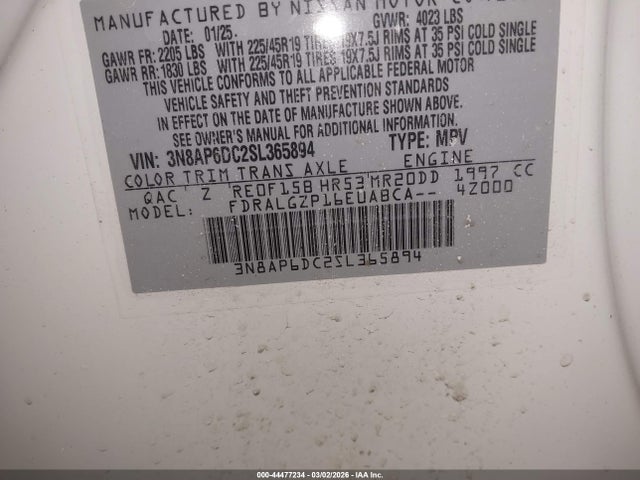 MANUFACTURED BY NISSAN MOTOR CO
DATE: 01/25. GVWR: 4023 LBS
GAWR FR: 2205 LBS WITH 225/45R19 TIRES 19X7.5J RIMS AT 35 PSI COLD SINGLE
GAWR RR: 1830 LBS WITH 225/45R19 TIRES 19X7.5J RIMS AT 35 PSI COLD SINGLE
THIS VEHICLE CONFORMS TO ALL APPLICABLE FEDERAL MOTOR
VEHICLE SAFETY AND THEFT PREVENTION STANDARDS
IN EFFECT ON THE DATE OF MANUFACTURE SHOWN ABOVE.
SEE OWNER'S MANUAL FOR ADDITIONAL INFORMATION.
VIN: 3N8AP6DC2SL365894 TYPE: MPV
COLOR TRIM TRANS AXLE ENGINE
QAC Z RE0F15B HR53 MR20DD 1997 CC
MODEL: FDRALGZP16EUABCA-- 4Z000
3N8AP6DC2SL365894
000-44477234 - 03/02/2026 - IAA Inc.